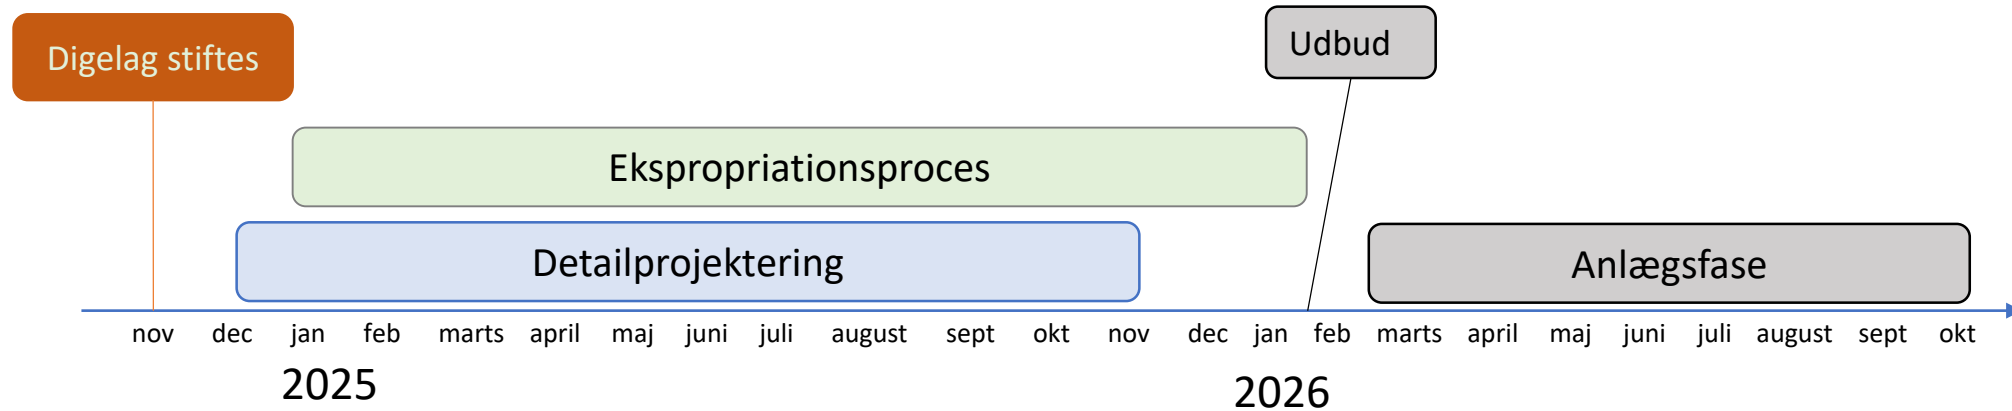 Digelag stiftes
Udbud
Ekspropriationsproces
Detailprojektering
Anlægsfase
nov dec jan feb marts april maj juni juli august sept okt nov dec jan feb marts april maj juni juli august sept okt
2025 2026